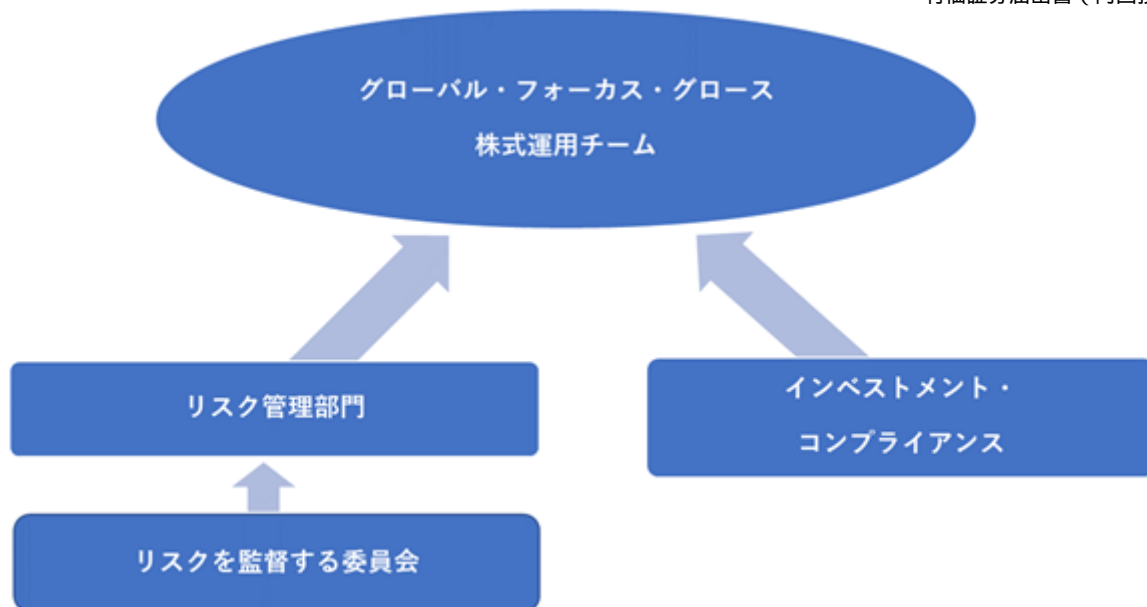 グローバル・フォーカス・グロース
株式運用チーム
リスク管理部門
インベストメント・
コンプライアンス
リスクを監督する委員会